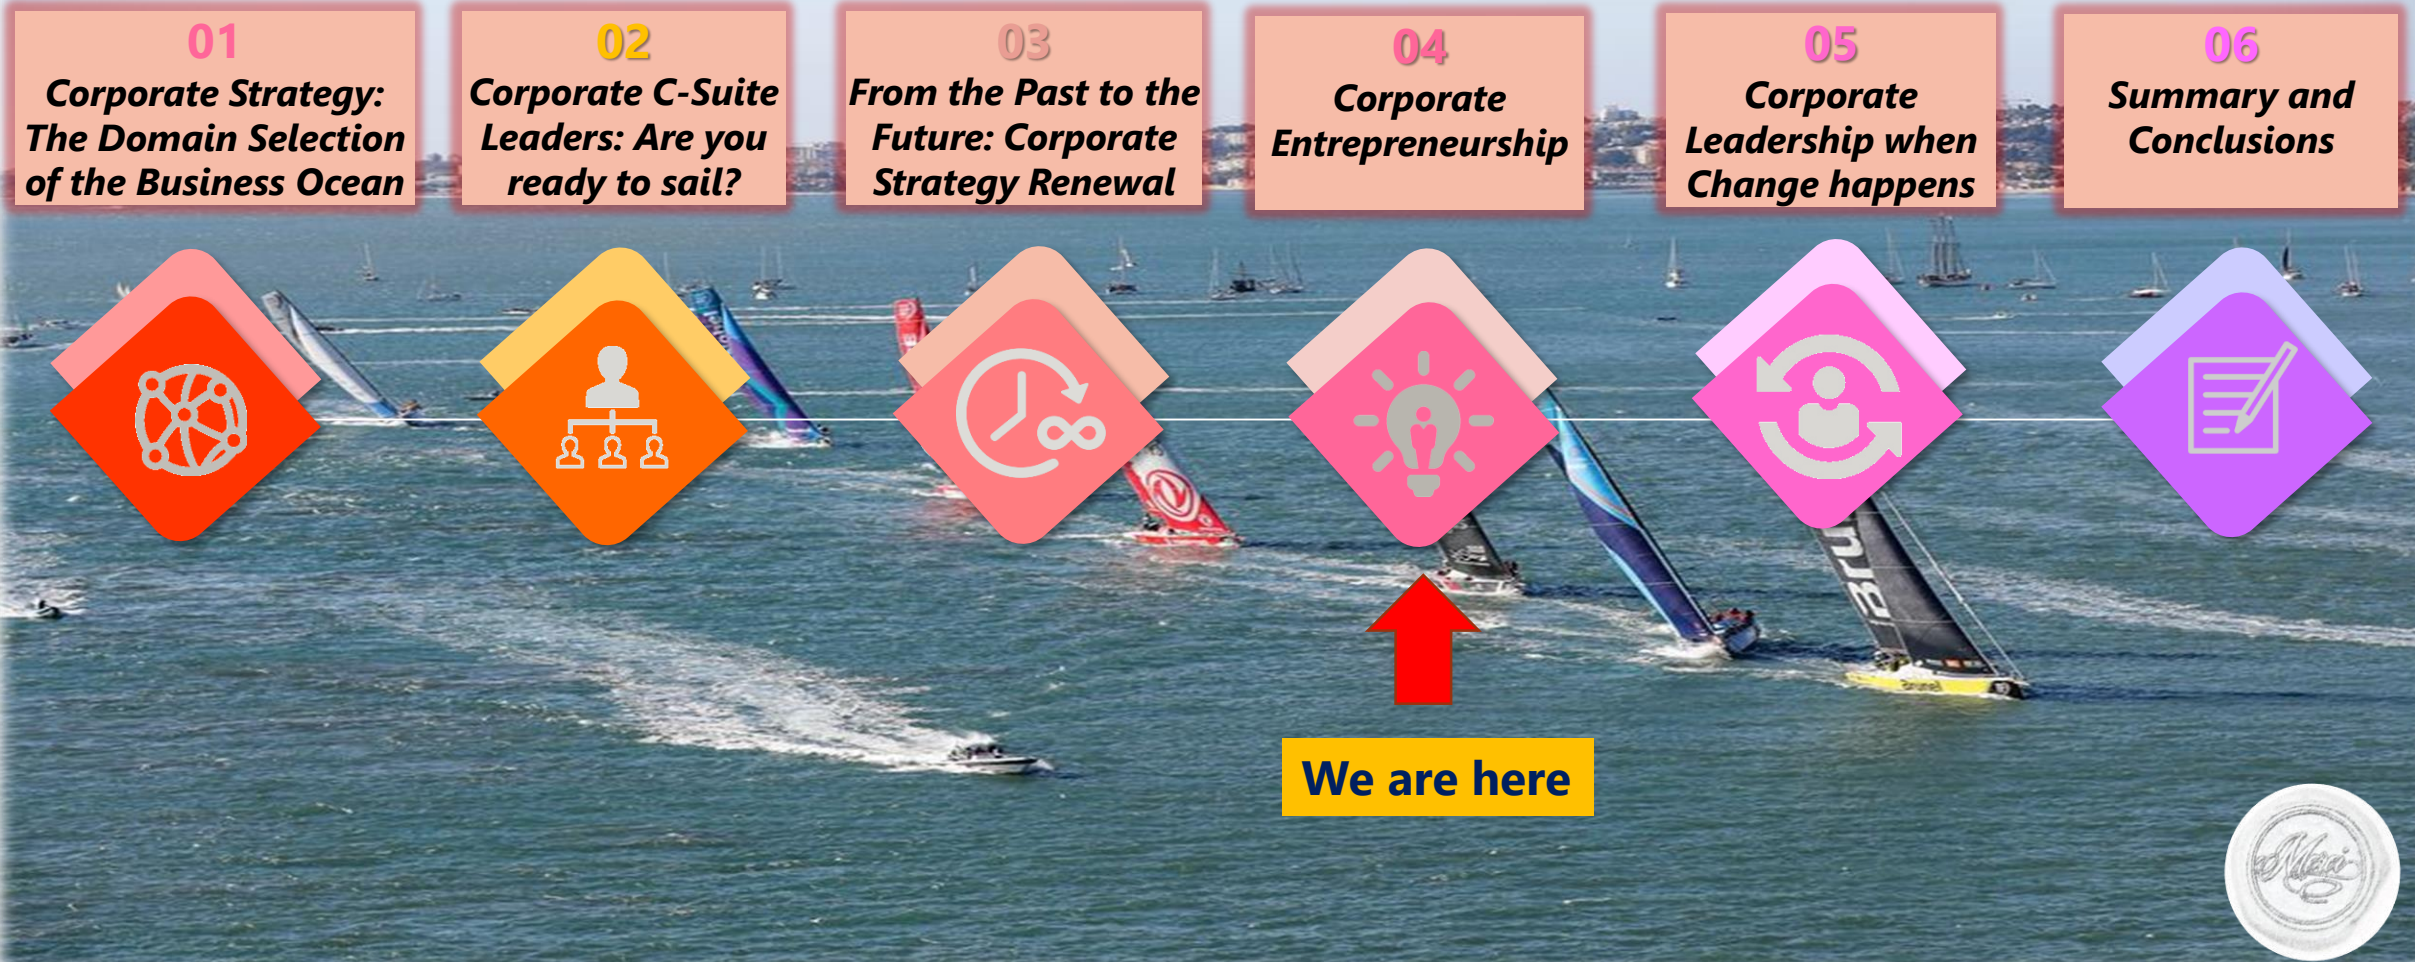 01
Corporate Strategy:
The Domain Selection
of the Business Ocean
02
Corporate C-Suite
Leaders: Are you
ready to sail?
03
From the Past to the
Future: Corporate
Strategy Renewal
04
Corporate
Entrepreneurship
05
Corporate
Leadership when
Change happens
06
Summary and
Conclusions
We are here